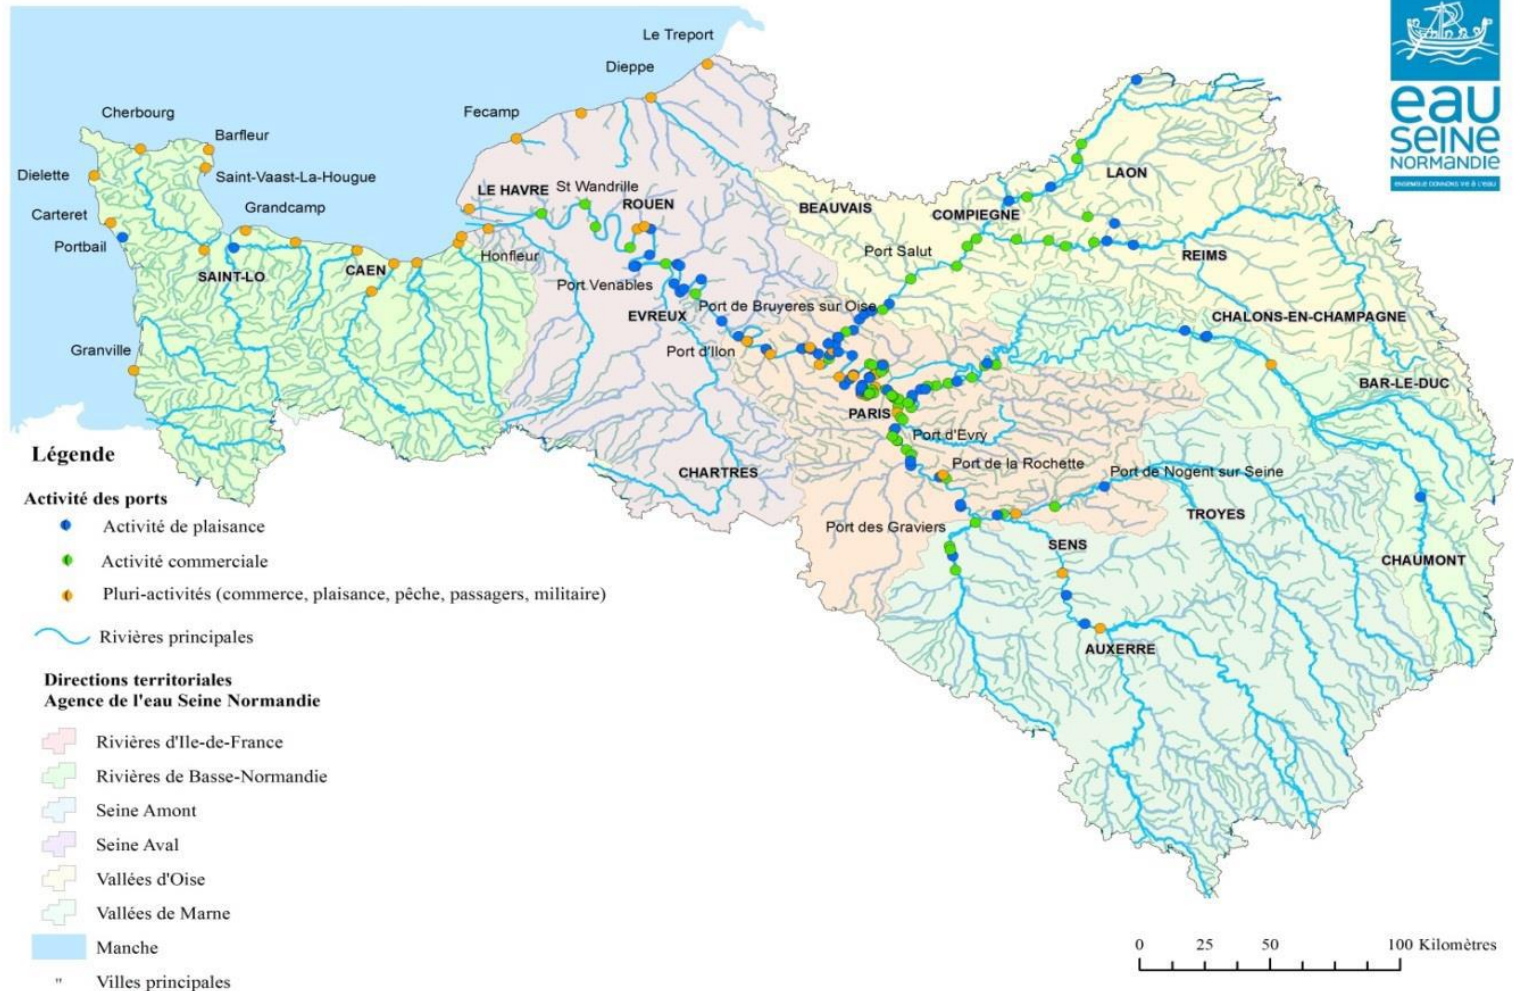 Le Treport
Dieppe
Fecamp
Cherbourg
Barfleur
Dielette
Saint-Vaast-La-Hougue
Carteret
Grandcamp
Portbail
SAINT-LO
CAEN
Honfleur
Granville
LE HAVRE
St Wandrille
ROUEN
BEAUVAIS
COMPIEGNE
LAON
Port Salut
REIMS
Port Venables
EVREUX
Port de Bruyeres sur Oise
CHALONS-EN-CHAMPAGNE
Port d'Ilon
BAR-LE-DUC
PARIS
Port d'Evry
CHARTRES
Port de la Rochette
Port de Nogent sur Seine
Port des Graviers
TROYES
SENS
CHAUMONT
AUXERRE
eau
SEINE
NORMANDIE
ENSEMBLE DONNONS VIE À L'EAU
Légende
Activité des ports
Activité de plaisance
Activité commerciale
Pluri-activités (commerce, plaisance, pêche, passagers, militaire)
Rivières principales
Directions territoriales
Agence de l'eau Seine Normandie
Rivières d'Ile-de-France
Rivières de Basse-Normandie
Seine Amont
Seine Aval
Vallées d'Oise
Vallées de Marne
Manche
" Villes principales
0 25 50 100 Kilomètres